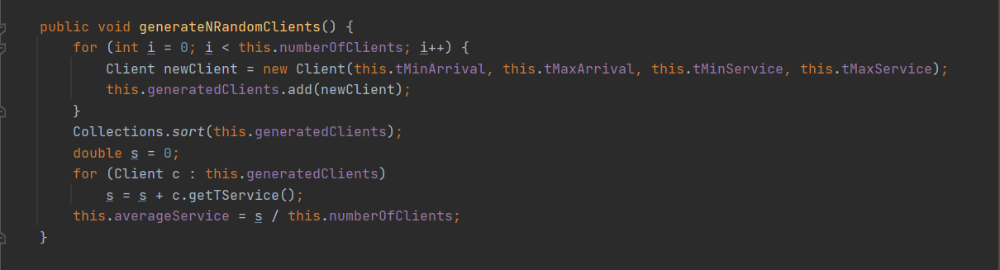 public void generateNRandomClients() {
    for (int i = 0; i < this.numberOfClients; i++) {
        Client newClient = new Client(this.tMinArrival, this.tMaxArrival, this.tMinService, this.tMaxService);
        this.generatedClients.add(newClient);
    }
    Collections.sort(this.generatedClients);
    double s = 0;
    for (Client c : this.generatedClients)
        s = s + c.getTService();
    this.averageService = s / this.numberOfClients;
}